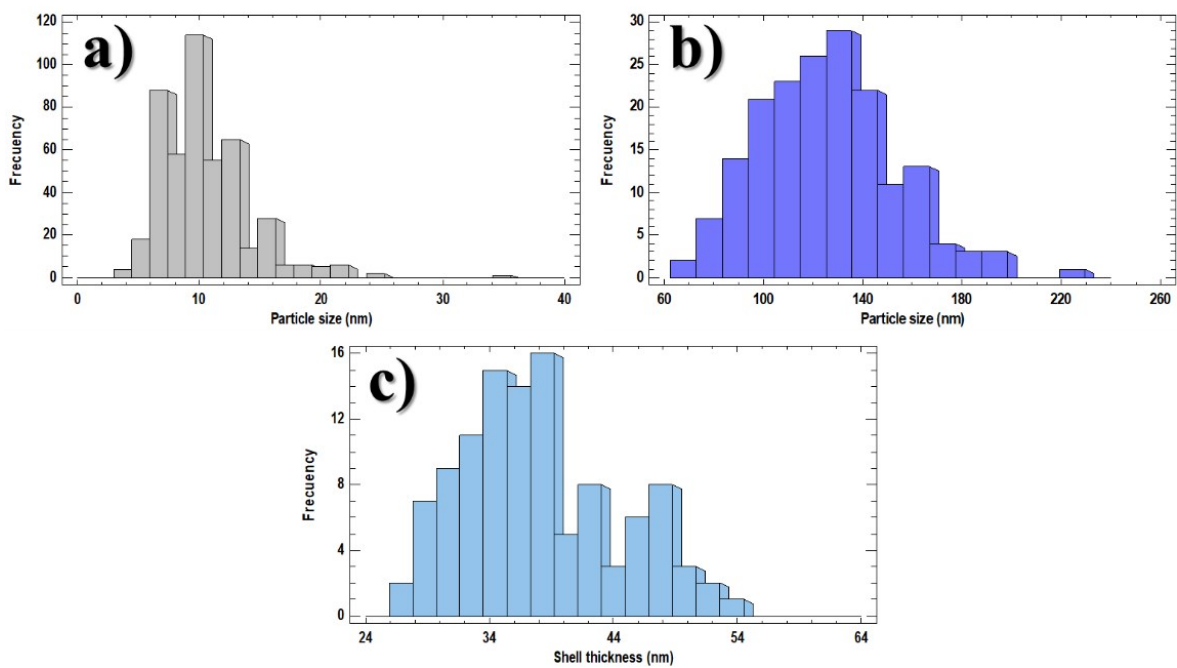 a)
Frecuency
120
100
80
60
40
20
0
0 10 20 30 40
Particle size (nm)
b)
Frecuency
30
25
20
15
10
5
0
60 100 140 180 220 260
Particle size (nm)
c)
Frecuency
16
12
8
4
0
24 34 44 54 64
Shell thickness (nm)